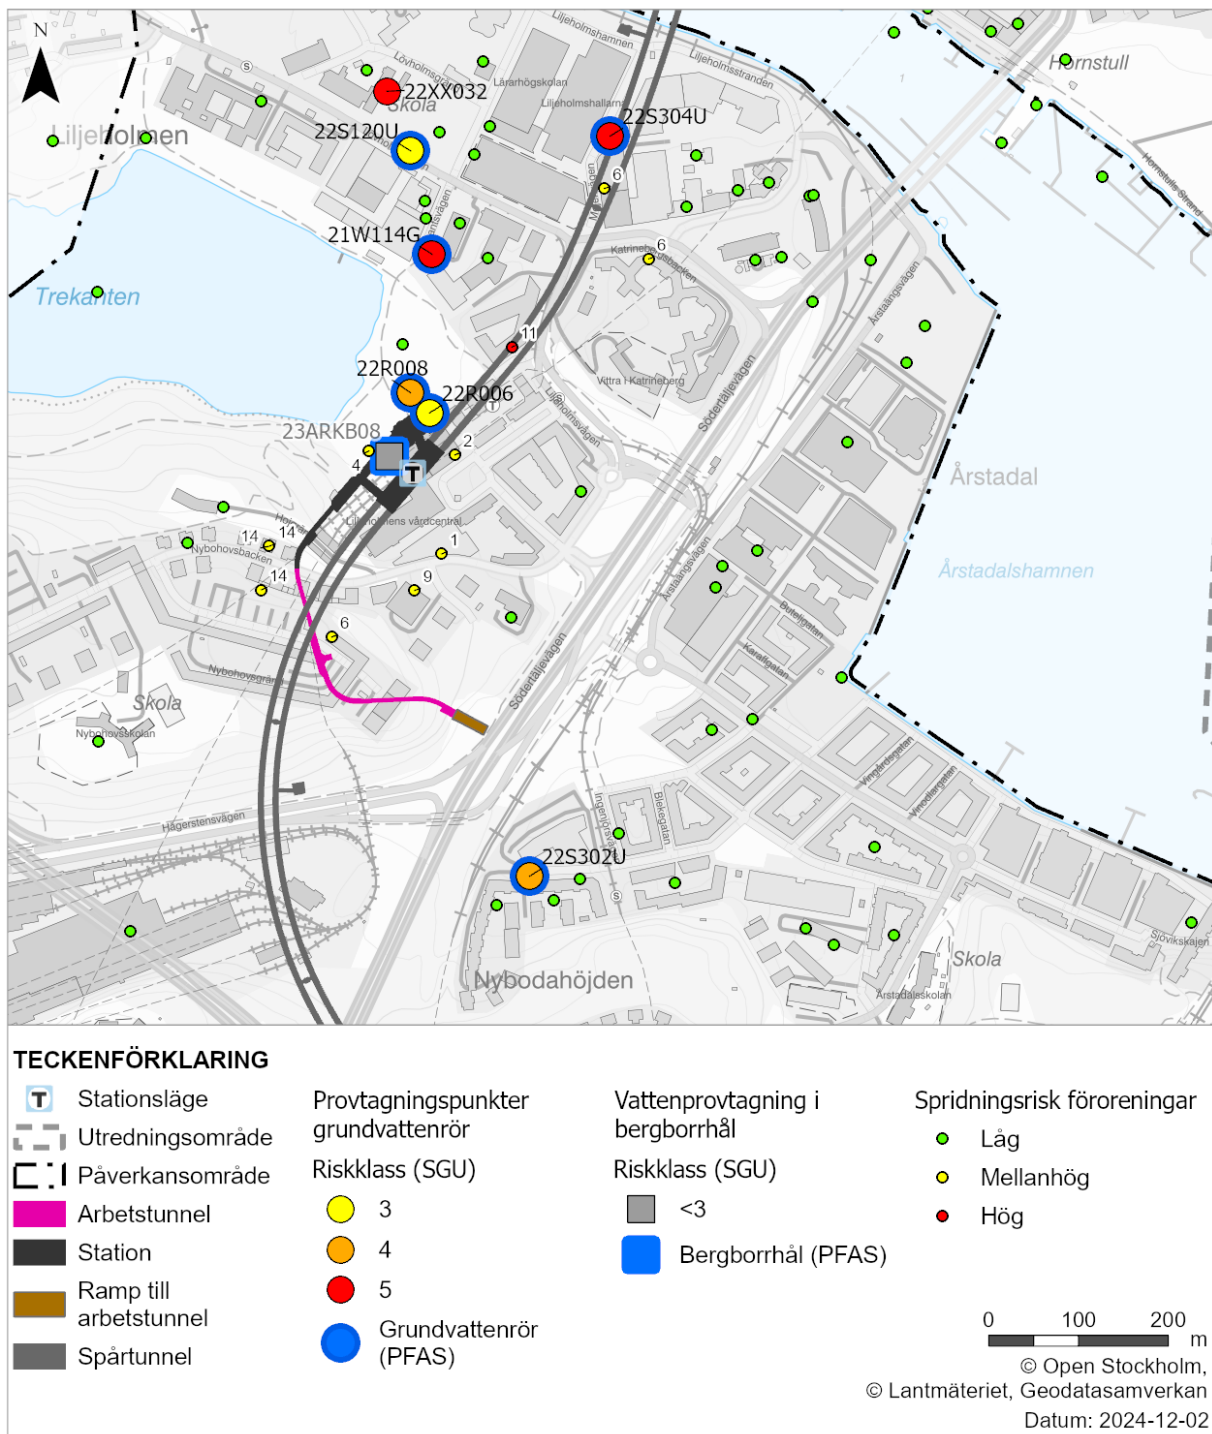 N
Liljeholmshamnen
Liljeholmsstranden
Hornstull
Lövholmsgränd
Lärarhögskolan
Liljeholmshallarna
22XX032
Skola
22S304U
Liljeholmen
22S120U
6
Hornstulls Strand
21W114G
Katrinebergsbacken
6
Årstaängsvägen
Trekanten
11
22R008
22R006
Vittra i Katrineberg
Södertäljevägen
Liljeholmsvägen
23ARKB08
2
4
T
Årstadal
Liljeholmens vårdcentral
14
14
Nybohovsbacken
1
Årstaängsvägen
Årstadalshamnen
14
9
Buteljgatan
6
Karaffgatan
Nybohovsgränd
Södertäljevägen
Skola
Nybohovsskolan
Vingårdsgatan
Vinodlargatan
Blekegatan
Hägerstensvägen
22S302U
Sjövikskajen
Skola
Nybodahöjden
Årstadalsskolan
TECKENFÖRKLARING
T Stationsläge
Utredningsområde
Påverkansområde
Arbetstunnel
Station
Ramp till
arbetstunnel
Spårtunnel
Provtagningspunkter
grundvattenrör
Riskklass (SGU)
3
4
5
Grundvattenrör
(PFAS)
Vattenprovtagning i
bergborrhål
Riskklass (SGU)
<3
Bergborrhål (PFAS)
Spridningsrisk föroreningar
Låg
Mellanhög
Hög
0 100 200
m
© Open Stockholm,
© Lantmäteriet, Geodatasamverkan
Datum: 2024-12-02